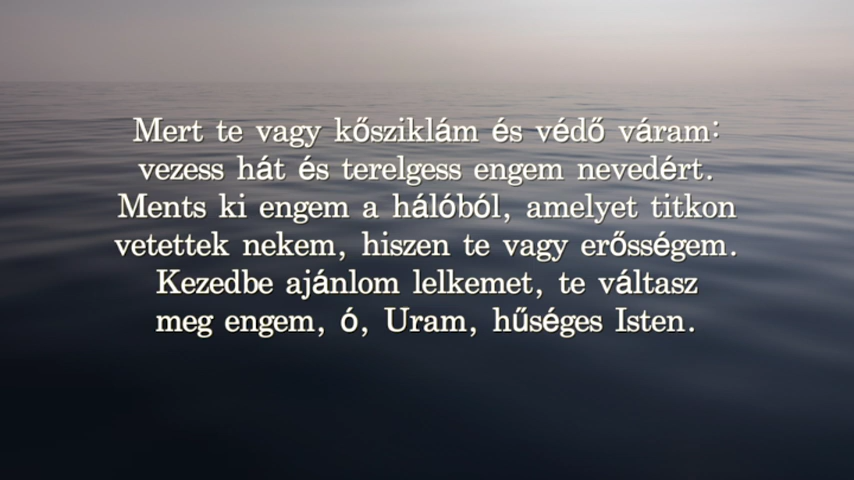 Mert te vagy kősziklám és védő váram:
vezess hát és terelgess engem nevedért.
Ments ki engem a hálóból, amelyet titkon
vetettek nekem, hiszen te vagy erősségem.
Kezedbe ajánlom lelkemet, te váltasz
meg engem, ó, Uram, hűséges Isten.